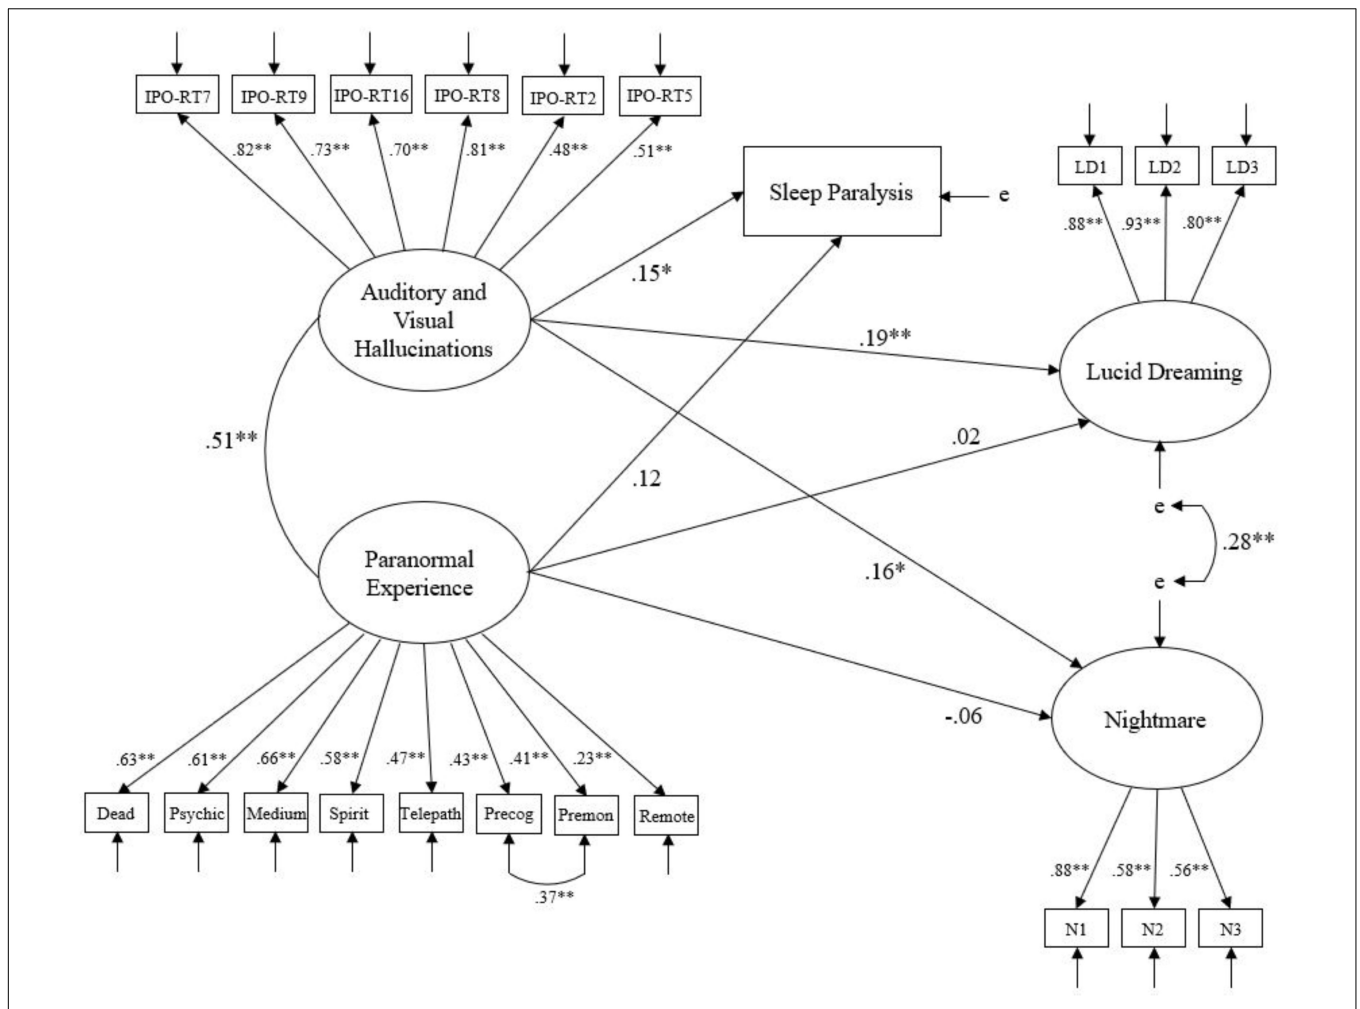 IPO-RT7 IPO-RT9 IPO-RT16 IPO-RT8 IPO-RT2 IPO-RT5
.82** .73** .70** .81** .48** .51**
Sleep Paralysis
e
LD1 LD2 LD3
.88** .93** .80**
.15*
Auditory and
Visual
Hallucinations
.19**
Lucid Dreaming
.51**
.02
.12
e
.28**
e
Paranormal
Experience
.16*
-.06
Nightmare
.63** .61** .66** .58** .47** .43** .41** .23**
Dead Psychic Medium Spirit Telepath Precog Premon Remote
.37**
.88** .58** .56**
N1 N2 N3